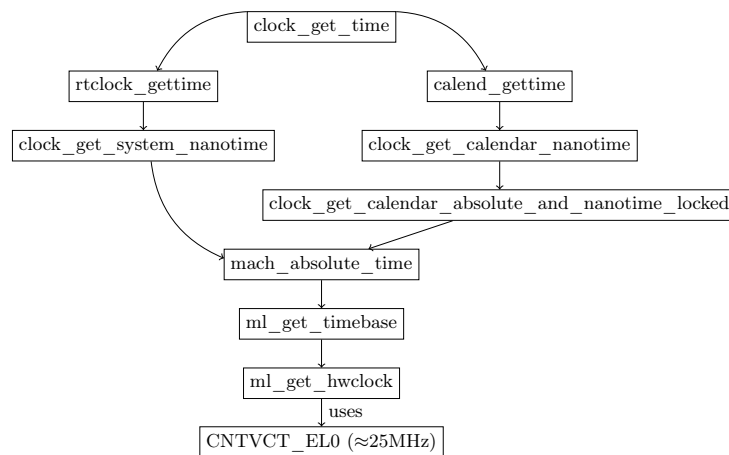 clock_get_time
rtclock_gettime
calend_gettime
clock_get_system_nanotime
clock_get_calendar_nanotime
clock_get_calendar_absolute_and_nanotime_locked
mach_absolute_time
ml_get_timebase
ml_get_hwclock
uses
CNTVCT_EL0 (≈25MHz)